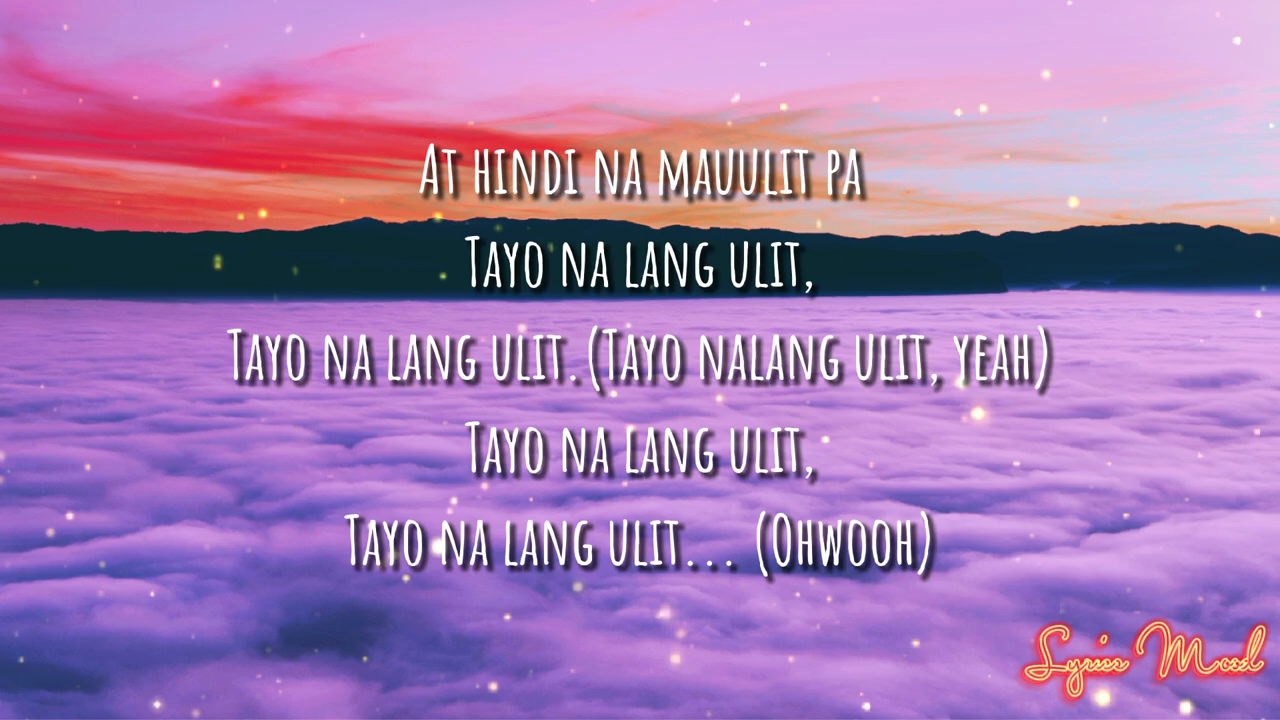 At hindi na mauulit pa
Tayo na lang ulit,
Tayo na lang ulit.(Tayo nalang ulit, yeah)
Tayo na lang ulit,
Tayo na lang ulit... (Ohwooh)
Lyrics Mood